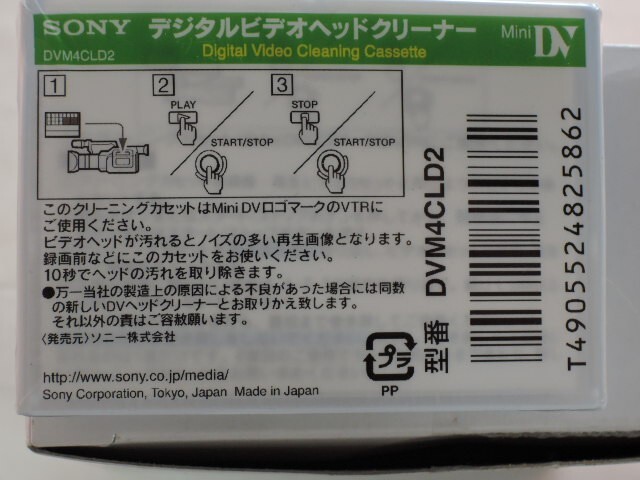 SONY デジタルビデオヘッドクリーナー Mini DV
DVM4CLD2 Digital Video Cleaning Cassette
1 2 3
PLAY STOP
START/STOP START/STOP
このクリーニングカセットはMini DVロゴマークのVTRに
ご使用ください。
ビデオヘッドが汚れるとノイズの多い再生画像となります。
録画前などにこのカセットをお使いください。
10秒でヘッドの汚れを取り除きます。
●万一当社の製造上の原因による不良があった場合には同数
の新しいDVヘッドクリーナーとお取りかえ致します。
それ以外の責はご容赦願います。
〈発売元〉ソニー株式会社
http://www.sony.co.jp/media/
Sony Corporation, Tokyo, Japan Made in Japan
プラ
PP
型番 DVM4CLD2
T4905524825862